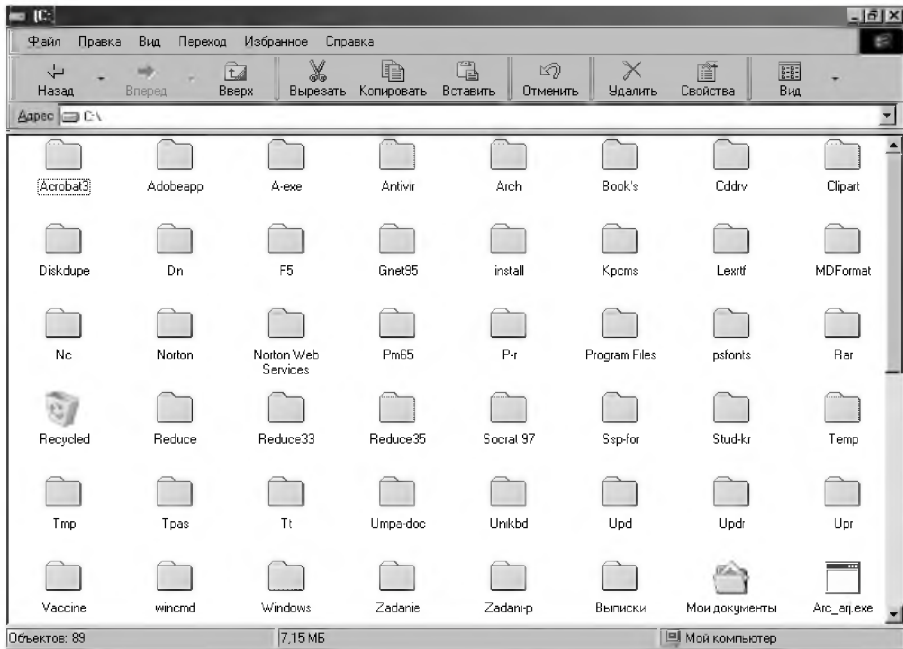 (C:)
Файл Правка Вид Переход Избранное Справка
Назад Вперед Вверх Вырезать Копировать Вставить Отменить Удалить Свойства Вид
Адрес C:\
Acrobat3 Adobeapp A-exe Antivir Arch Book's Cddrv Clipart
Diskdupe Dn F5 Gnet95 install Kpcms Lexrtf MDFormat
Nc Norton Norton Web Pm65 P-r Program Files psfonts Rar
Services
Recycled Reduce Reduce33 Reduce35 Socrat 97 Ssp-for Stud-kr Temp
Tmp Tpas Tt Umpa-doc Unikbd Upd Updr Upr
Vaccine wincmd Windows Zadanie Zadani-p Выписки Мои документы Arc_arj.exe
Объектов: 89 7,15 МБ Мой компьютер